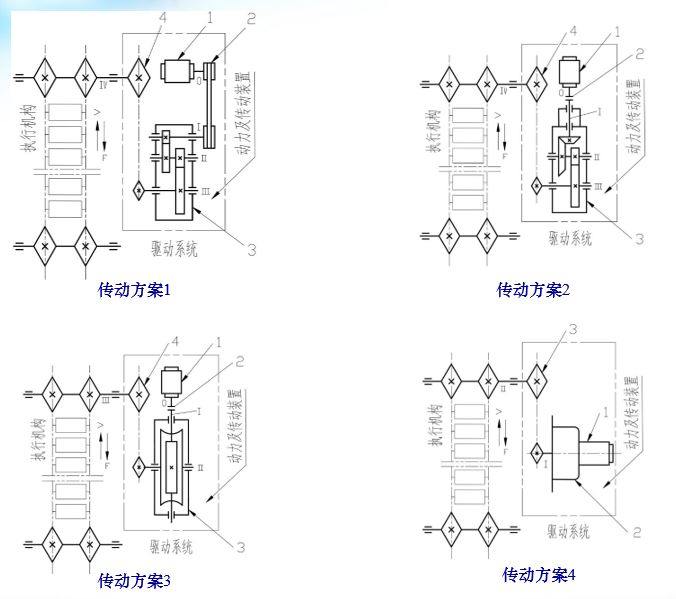 4
1
2
0
I
IV
执行机构
V
F
II
III
动力及传动装置
3
驱动系统
传动方案1
4
1
2
0
I
IV
执行机构
V
F
II
III
动力及传动装置
3
驱动系统
传动方案2
4
1
2
0
I
III
执行机构
V
F
II
动力及传动装置
3
驱动系统
传动方案3
3
II
执行机构
V
F
1
I
动力及传动装置
2
驱动系统
传动方案4